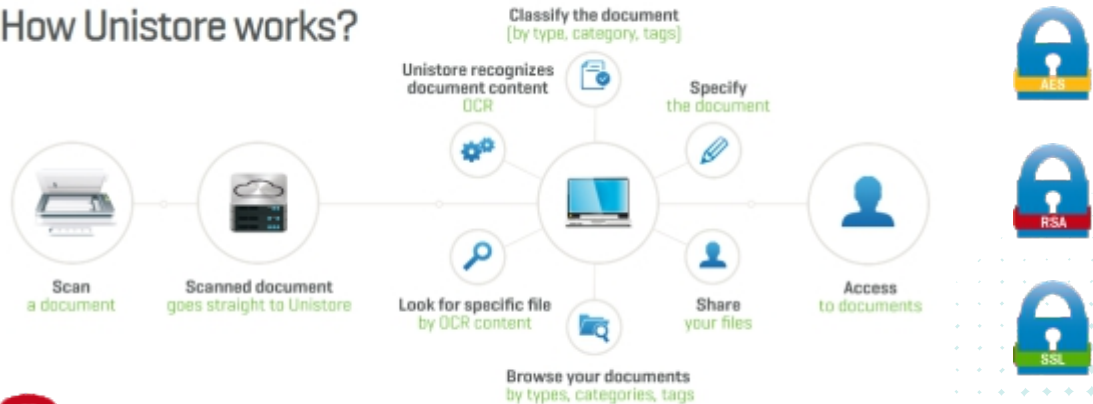 How Unistore works?
Classify the document
(by type, category, tags)
Unistore recognizes
document content
OCR
Specify
the document
Scan
a document
Scanned document
goes straight to Unistore
Look for specific file
by OCR content
Share
your files
Access
to documents
Browse your documents
by types, categories, tags
AES
RSA
SSL